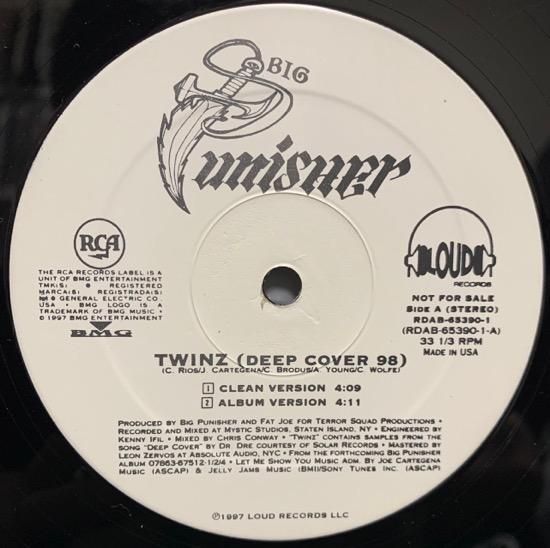 BIG
Punisher
RCA
THE RCA RECORDS LABEL IS A
UNIT OF BMG ENTERTAINMENT
TMK(S) ® REGISTERED
MARCA(S) REGISTRADA(S)
GENERAL ELECTRIC CO.
USA • BMG LOGO IS A
TRADEMARK OF BMG MUSIC •
© 1997 BMG ENTERTAINMENT
BMG
LOUD
RECORDS
NOT FOR SALE
SIDE A (STEREO)
RDAB-65390-1
(RDAB-65390-1-A)
33 1/3 RPM
MADE IN USA
TWINZ (DEEP COVER 98)
(C. RIOS/J. CARTEGENA/C. BRODUS/A. YOUNG/C. WOLFE)
1 CLEAN VERSION 4:09
2 ALBUM VERSION 4:11
PRODUCED BY BIG PUNISHER AND FAT JOE FOR TERROR SQUAD PRODUCTIONS •
RECORDED AND MIXED AT MYSTIC STUDIOS, STATEN ISLAND, NY • ENGINEERED BY
KENNY IFIL • MIXED BY CHRIS CONWAY • "TWINZ" CONTAINS SAMPLES FROM THE
SONG "DEEP COVER" BY DR. DRE COURTESY OF SOLAR RECORDS • MASTERED BY
LEON ZERVOS AT ABSOLUTE AUDIO, NYC • FROM THE FORTHCOMING BIG PUNISHER
ALBUM 07863-67512-1/2/4 • LET ME SHOW YOU MUSIC ADM. BY JOE CARTEGENA
MUSIC (ASCAP) & JELLY JAMS MUSIC (BMI)/SONY TUNES INC. (ASCAP)
℗1997 LOUD RECORDS LLC